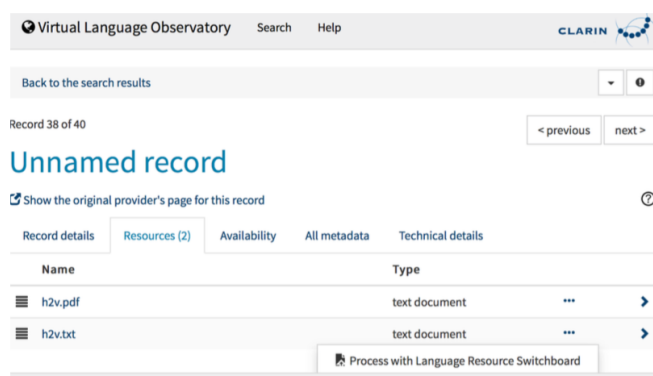 Virtual Language Observatory Search Help CLARIN
Back to the search results
Record 38 of 40
< previous next >
Unnamed record
Show the original provider's page for this record
Record details Resources (2) Availability All metadata Technical details
Name Type
h2v.pdf text document ...
h2v.txt text document ...
Process with Language Resource Switchboard